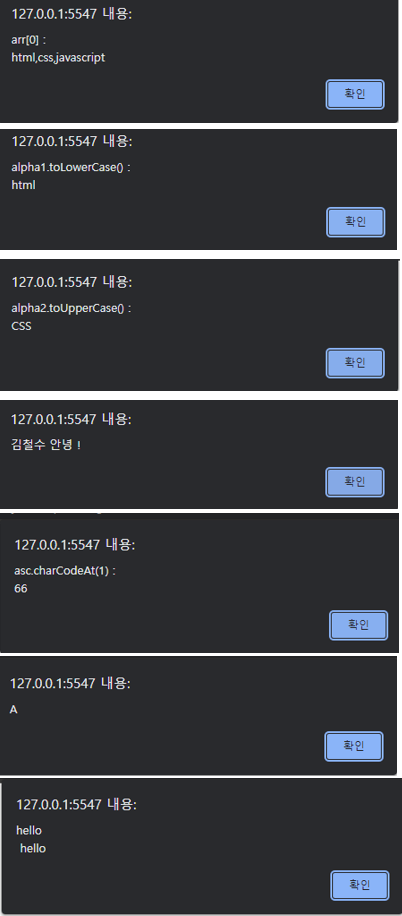 127.0.0.1:5547 내용:
arr[0] :
html,css,javascript
확인
127.0.0.1:5547 내용:
alpha1.toLowerCase() :
html
확인
127.0.0.1:5547 내용:
alpha2.toUpperCase() :
CSS
확인
127.0.0.1:5547 내용:
김철수 안녕 !
확인
127.0.0.1:5547 내용:
asc.charCodeAt(1) :
66
확인
127.0.0.1:5547 내용:
A
확인
127.0.0.1:5547 내용:
hello
hello
확인